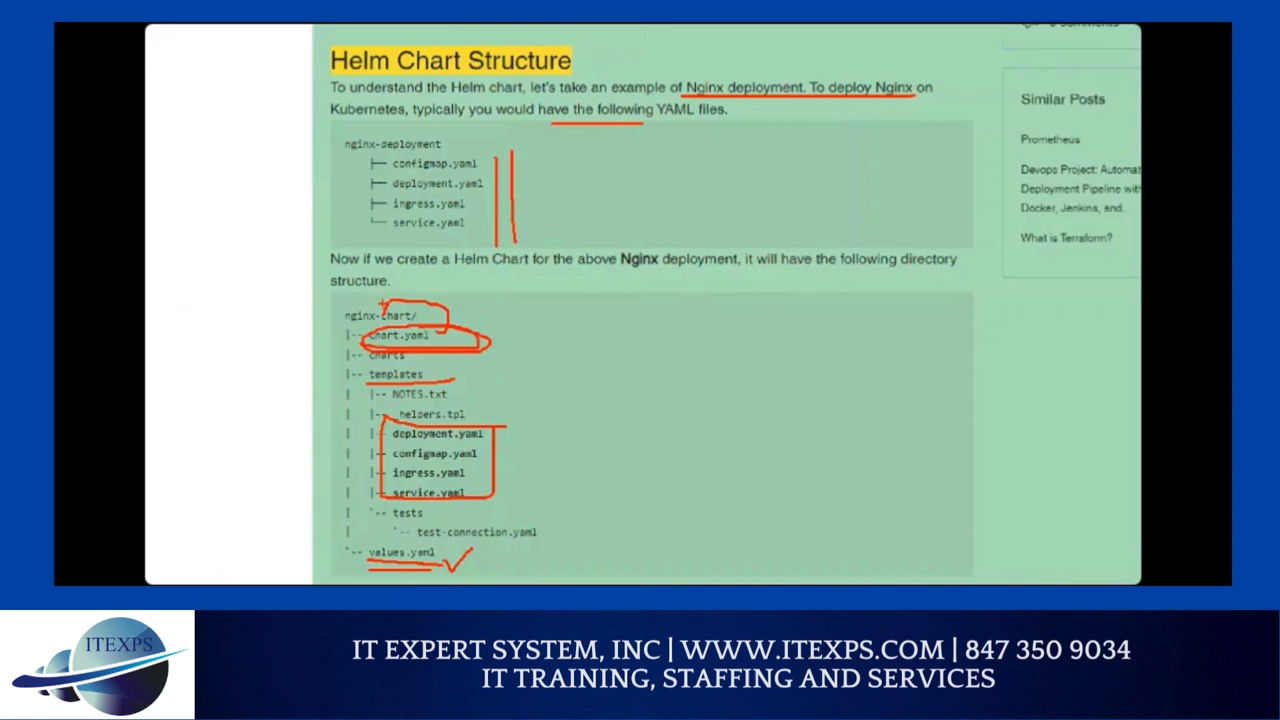 Helm Chart Structure
To understand the Helm chart, let's take an example of Nginx deployment. To deploy Nginx on
Kubernetes, typically you would have the following YAML files.
nginx-deployment
├── configmap.yaml
├── deployment.yaml
├── ingress.yaml
└── service.yaml
Now if we create a Helm Chart for the above Nginx deployment, it will have the following directory
structure.
nginx-chart/
|-- chart.yaml
|-- charts
|-- templates
|   |-- NOTES.txt
|   |-- _helpers.tpl
|   |-- deployment.yaml
|   |-- configmap.yaml
|   |-- ingress.yaml
|   |-- service.yaml
|   `-- tests
|       `-- test-connection.yaml
`-- values.yaml
Similar Posts
Prometheus
Devops Project: Automat
Deployment Pipeline with
Docker, Jenkins, and...
What is Terraform?
ITEXPS
IT EXPERT SYSTEM, INC | WWW.ITEXPS.COM | 847 350 9034
IT TRAINING, STAFFING AND SERVICES